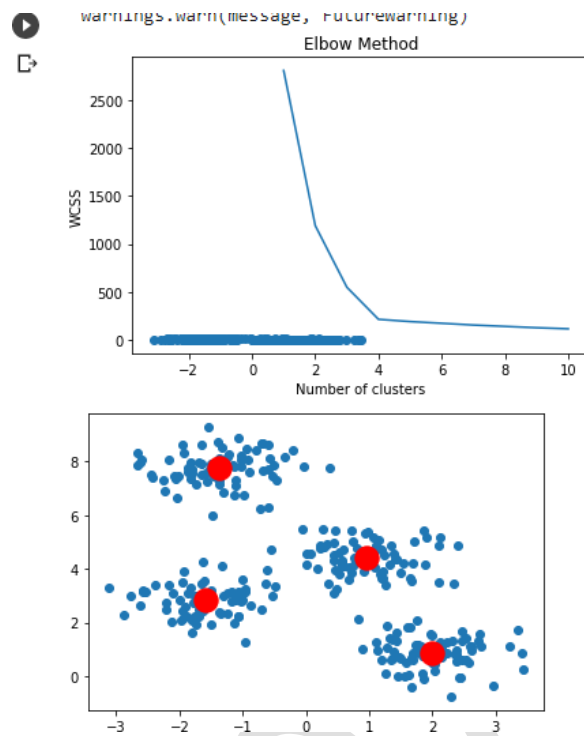 warnings.warn(message, FutureWarning)
Elbow Method
2500
2000
1500
1000
500
0
WCSS
−2 0 2 4 6 8 10
Number of clusters
8
6
4
2
0
−3 −2 −1 0 1 2 3